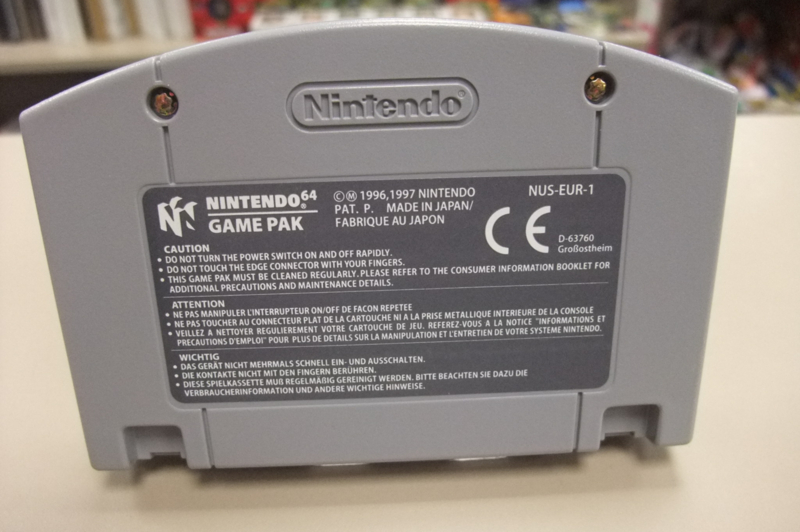 Nintendo®
NINTENDO64
GAME PAK
©Ⓜ 1996,1997 NINTENDO
PAT. P. MADE IN JAPAN/
FABRIQUE AU JAPON
NUS-EUR-1
CE
D-63760
Großostheim
CAUTION
• DO NOT TURN THE POWER SWITCH ON AND OFF RAPIDLY.
• DO NOT TOUCH THE EDGE CONNECTOR WITH YOUR FINGERS.
• THIS GAME PAK MUST BE CLEANED REGULARLY. PLEASE REFER TO THE CONSUMER INFORMATION BOOKLET FOR
ADDITIONAL PRECAUTIONS AND MAINTENANCE DETAILS.
ATTENTION
• NE PAS MANIPULER L'INTERRUPTEUR ON/OFF DE FACON REPETEE
• NE PAS TOUCHER AU CONNECTEUR PLAT DE LA CARTOUCHE NI A LA PRISE METALLIQUE INTERIEURE DE LA CONSOLE
• VEILLEZ A NETTOYER REGULIEREMENT VOTRE CARTOUCHE DE JEU. REFEREZ-VOUS A LA NOTICE "INFORMATIONS ET
PRECAUTIONS D'EMPLOI" POUR PLUS DE DETAILS SUR LA MANIPULATION ET L'ENTRETIEN DE VOTRE SYSTEME NINTENDO.
WICHTIG
• DAS GERÄT NICHT MEHRMALS SCHNELL EIN- UND AUSSCHALTEN.
• DIE KONTAKTE NICHT MIT DEN FINGERN BERÜHREN.
• DIESE SPIELKASSETTE MUß REGELMÄßIG GEREINIGT WERDEN. BITTE BEACHTEN SIE DAZU DIE
VERBRAUCHERINFORMATION UND ANDERE WICHTIGE HINWEISE.